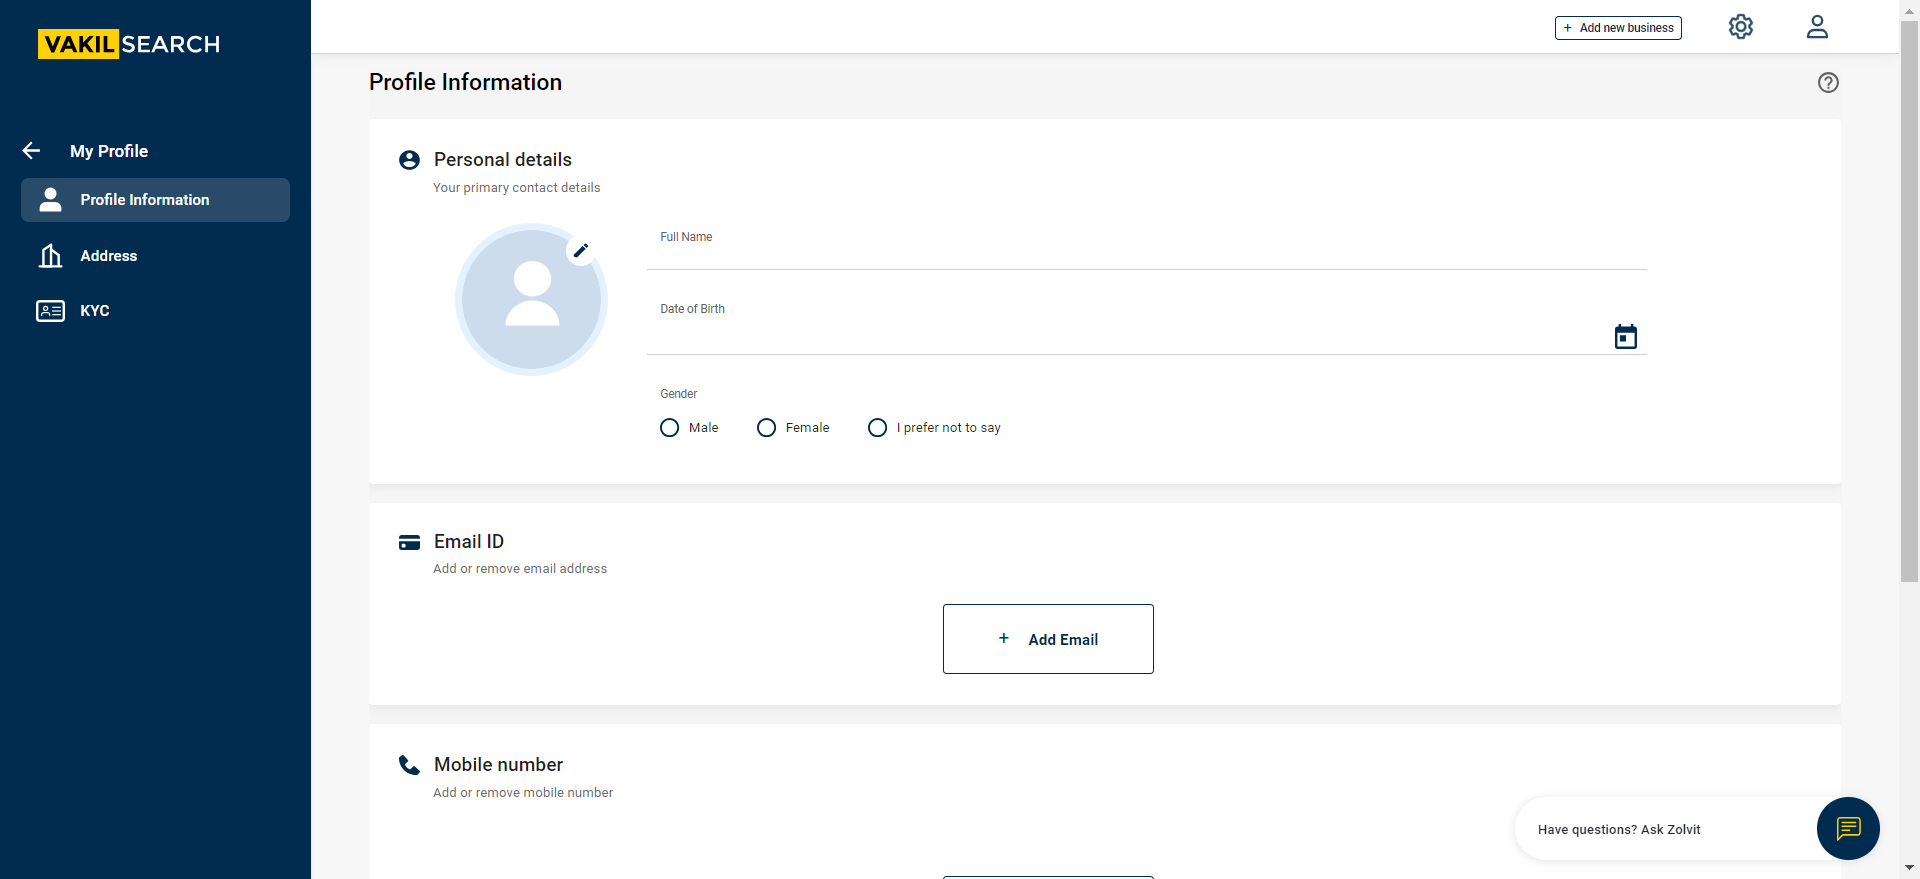 VAKILSEARCH
+ Add new business
My Profile
Profile Information
Address
KYC
Profile Information
Personal details
Your primary contact details
Full Name
Date of Birth
Gender
Male
Female
I prefer not to say
Email ID
Add or remove email address
+ Add Email
Mobile number
Add or remove mobile number
Have questions? Ask Zolvit